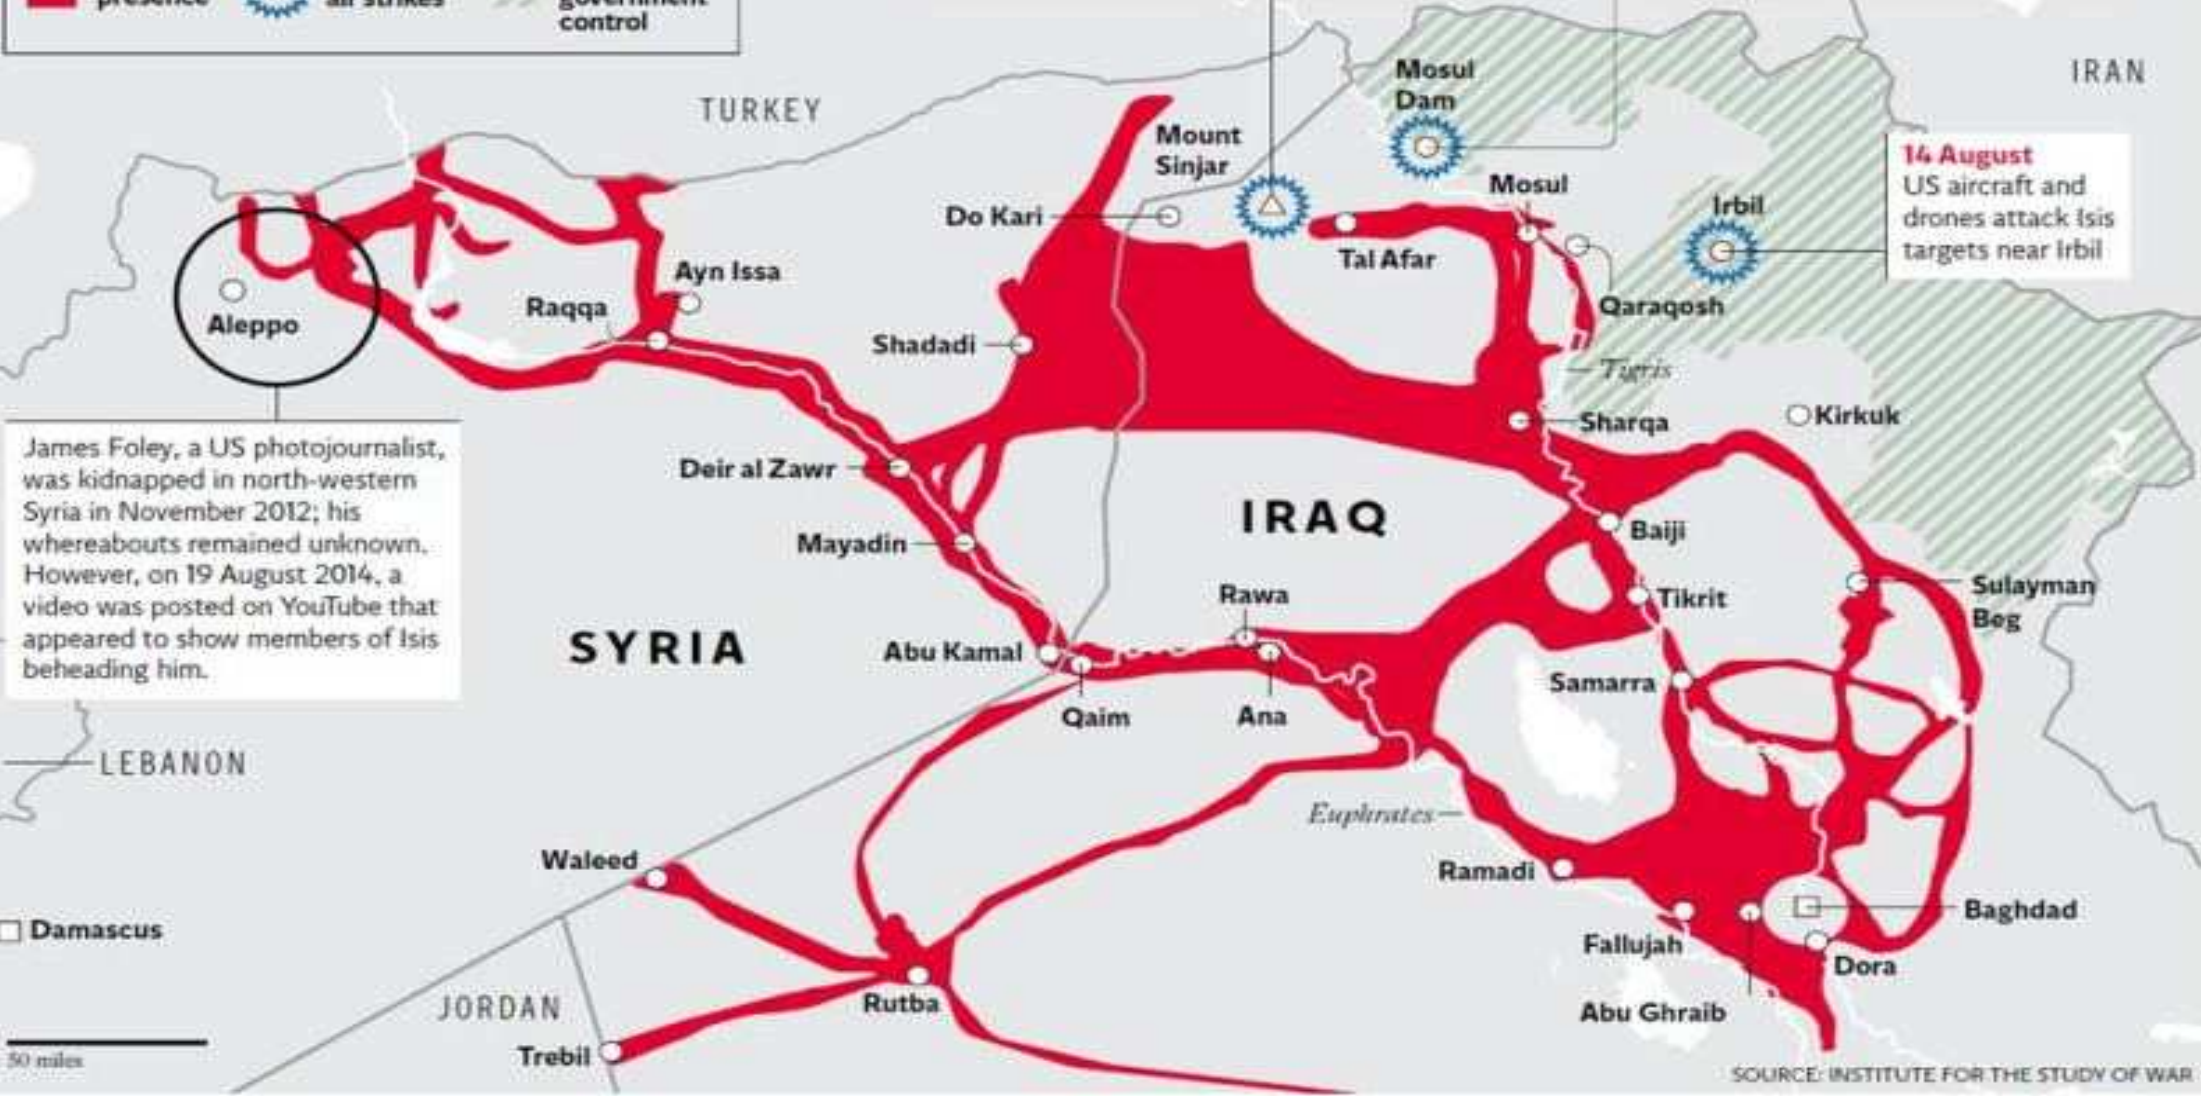 presence
air strikes
government
control
TURKEY
IRAN
Mosul
Dam
Mount
Sinjar
Mosul
Irbil
14 August
US aircraft and
drones attack Isis
targets near Irbil
Do Kari
Tal Afar
Ayn Issa
Raqqa
Qaraqosh
Aleppo
Shadadi
Tigris
Sharqa
Kirkuk
James Foley, a US photojournalist,
was kidnapped in north-western
Syria in November 2012; his
whereabouts remained unknown.
However, on 19 August 2014, a
video was posted on YouTube that
appeared to show members of Isis
beheading him.
Deir al Zawr
IRAQ
Baiji
Mayadin
Rawa
Tikrit
Sulayman
Beg
SYRIA
Abu Kamal
Samarra
Qaim
Ana
LEBANON
Euphrates
Waleed
Ramadi
Baghdad
Damascus
Fallujah
Dora
JORDAN
Rutba
Abu Ghraib
Trebil
50 miles
SOURCE: INSTITUTE FOR THE STUDY OF WAR